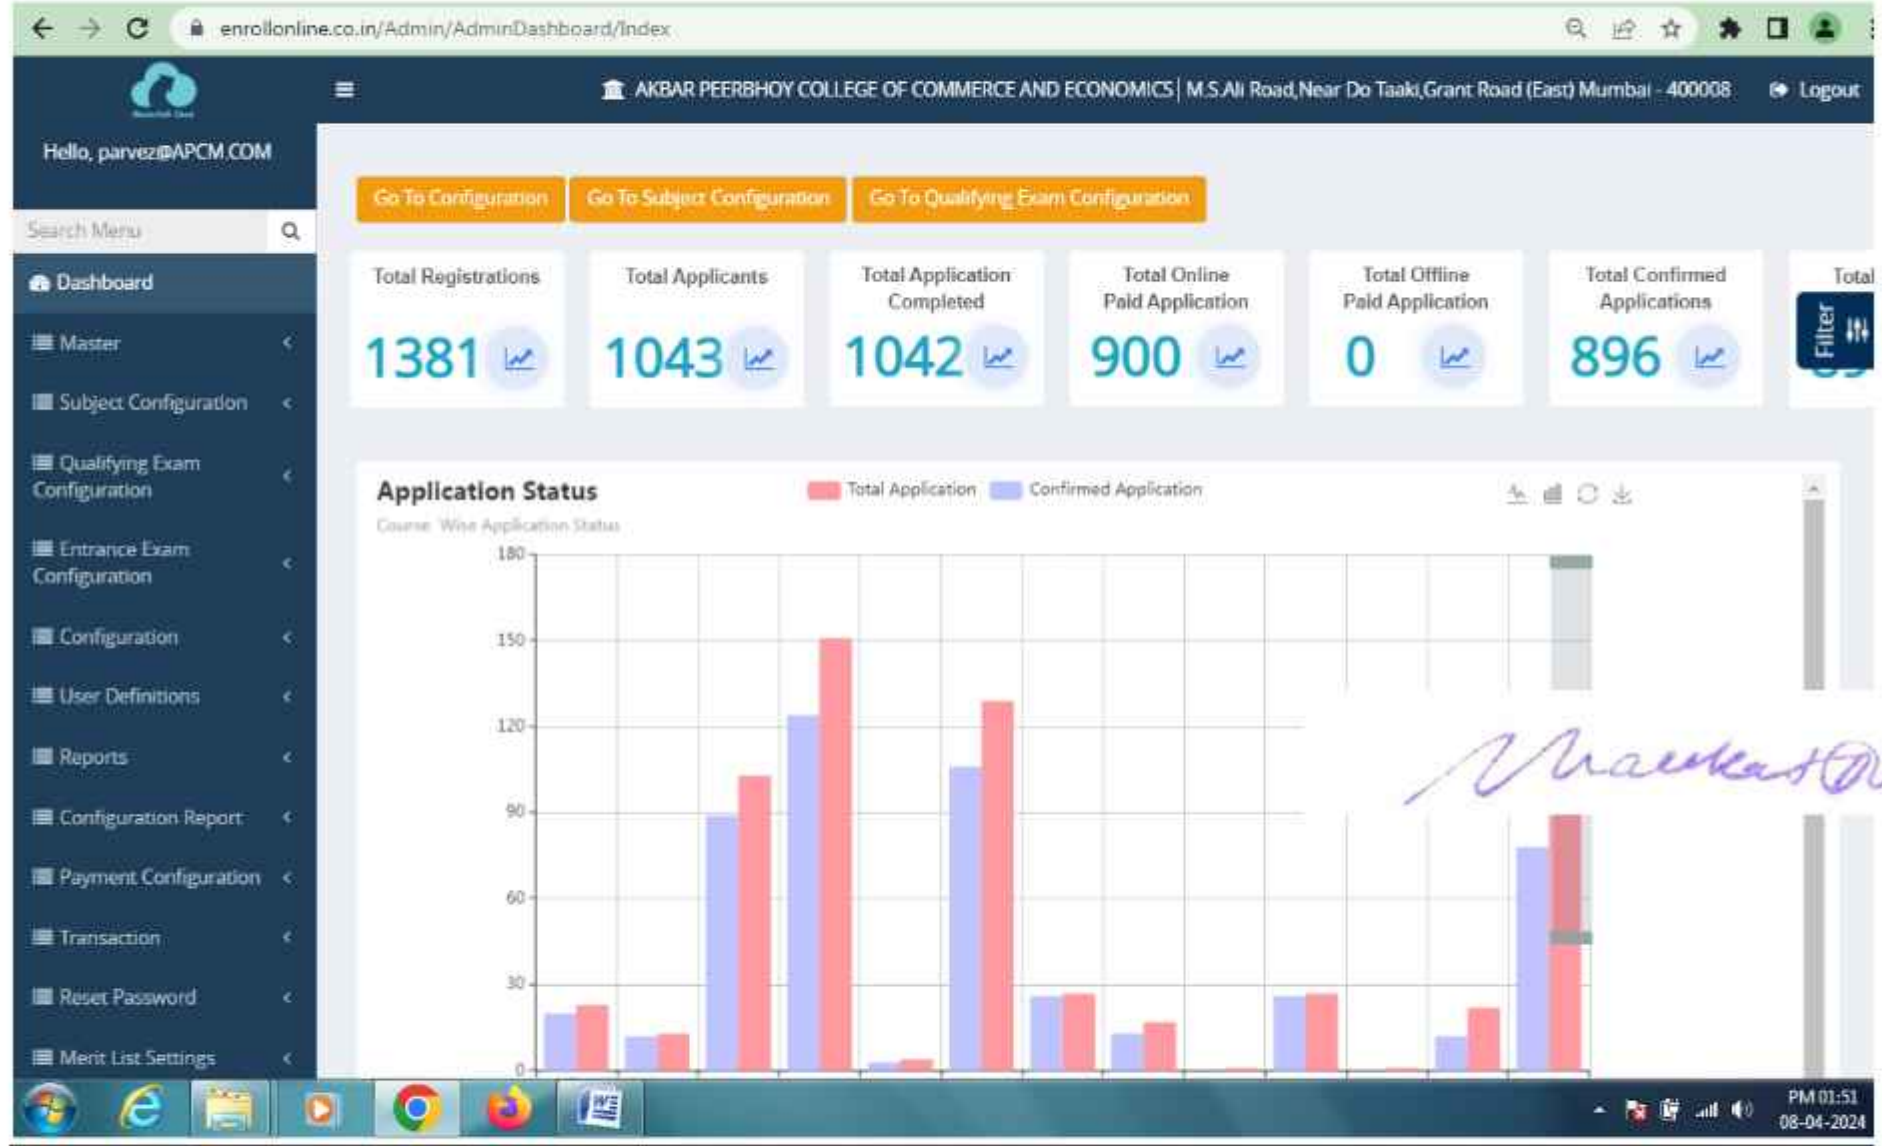 enrollonline.co.in/Admin/AdminDashboard/Index
AKBAR PEERBHOY COLLEGE OF COMMERCE AND ECONOMICS| M.S.Ali Road,Near Do Taaki,Grant Road (East) Mumbai - 400008
Logout
Hello, parvez@APCM.COM
Go To Configuration
Go To Subject Configuration
Go To Qualifying Exam Configuration
Search Menu
Dashboard
Master
Subject Configuration
Qualifying Exam
Configuration
Entrance Exam
Configuration
Configuration
User Definitions
Reports
Configuration Report
Payment Configuration
Transaction
Reset Password
Merit List Settings
Total Registrations
1381
Total Applicants
1043
Total Application
Completed
1042
Total Online
Paid Application
900
Total Offline
Paid Application
0
Total Confirmed
Applications
896
Total
Filter
Application Status
Course Wise Application Status
Total Application
Confirmed Application
180
150
120
90
60
30
0
PM 01:51
08-04-2024